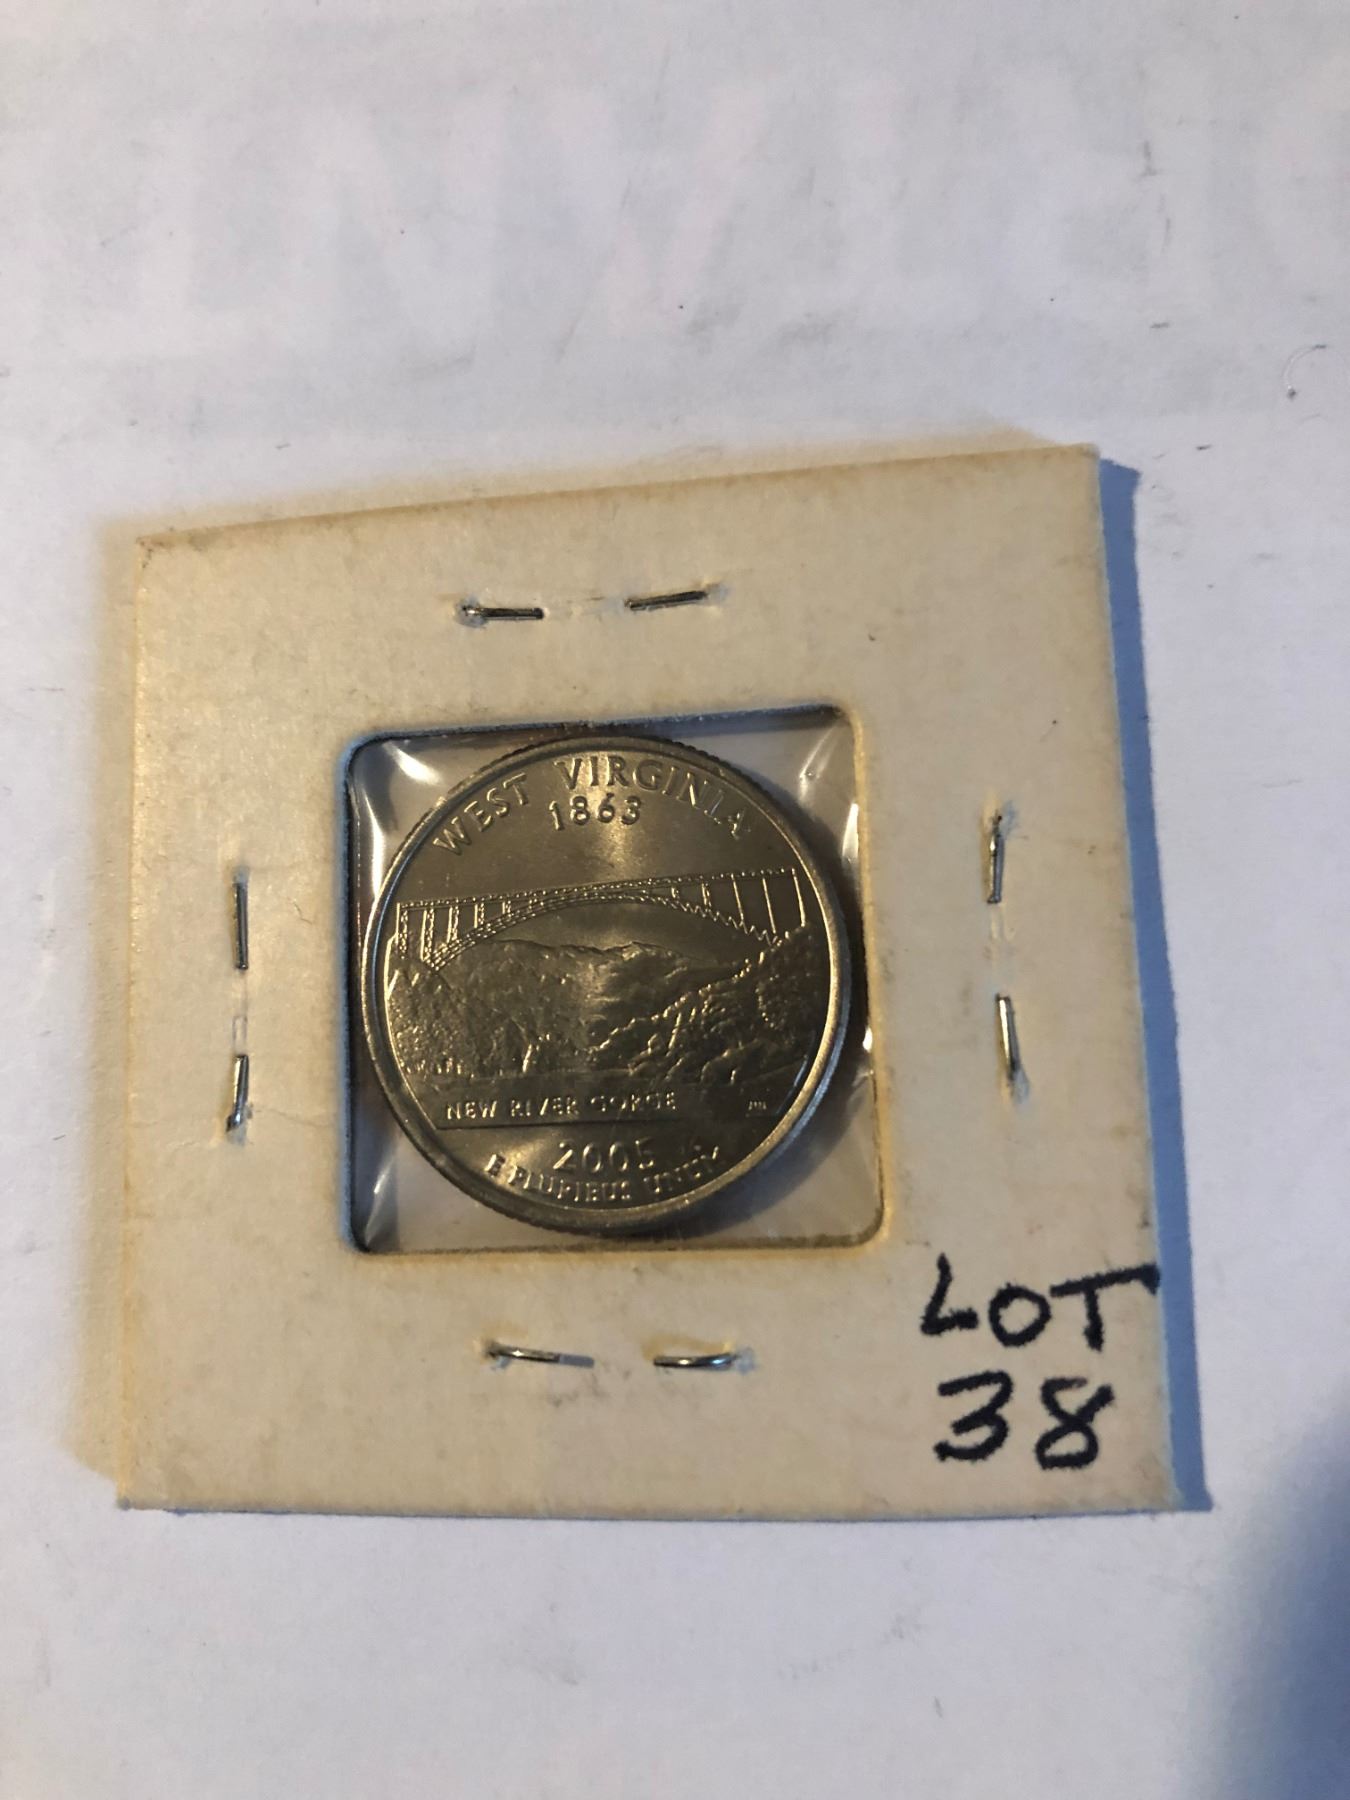 WEST VIRGINIA
1863
NEW RIVER GORGE
2005
E PLURIBUS UNUM
LOT
38